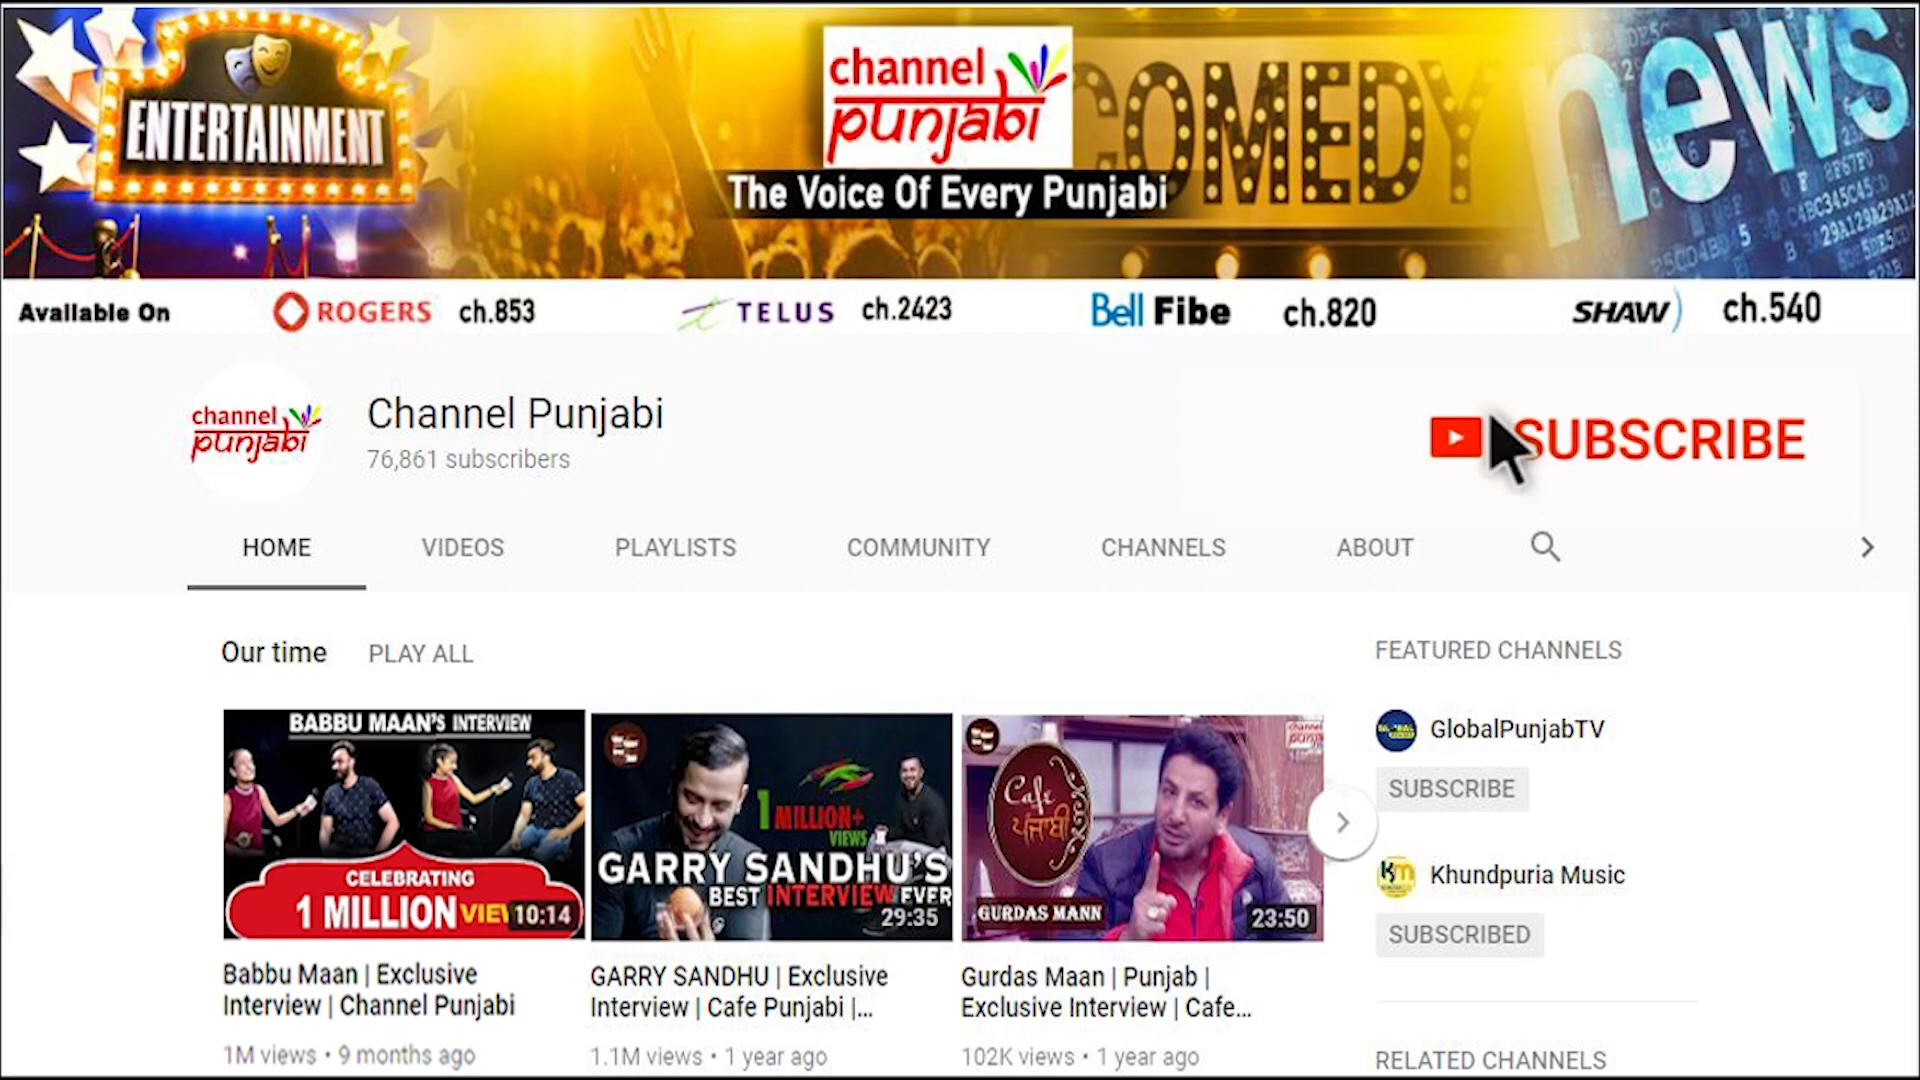 ENTERTAINMENT
channel
punjabi
The Voice Of Every Punjabi
COMEDY
news
Available On
ROGERS ch.853
TELUS ch.2423
Bell Fibe ch.820
SHAW) ch.540
channel
punjabi
Channel Punjabi
76,861 subscribers
SUBSCRIBE
HOME
VIDEOS
PLAYLISTS
COMMUNITY
CHANNELS
ABOUT
Our time PLAY ALL
BABBU MAAN'S INTERVIEW
CELEBRATING
1 MILLION
10:14
Babbu Maan | Exclusive
Interview | Channel Punjabi
1M views • 9 months ago
1 MILLION+
VIEWS
GARRY SANDHU'S
BEST INTERVIEW EVER
29:35
GARRY SANDHU | Exclusive
Interview | Cafe Punjabi |...
1.1M views • 1 year ago
channel
Cafe
ਪੰਜਾਬੀ
GURDAS MANN
23:50
Gurdas Maan | Punjab |
Exclusive Interview | Cafe...
102K views • 1 year ago
FEATURED CHANNELS
GlobalPunjabTV
SUBSCRIBE
KM
Khundpuria Music
SUBSCRIBED
RELATED CHANNELS